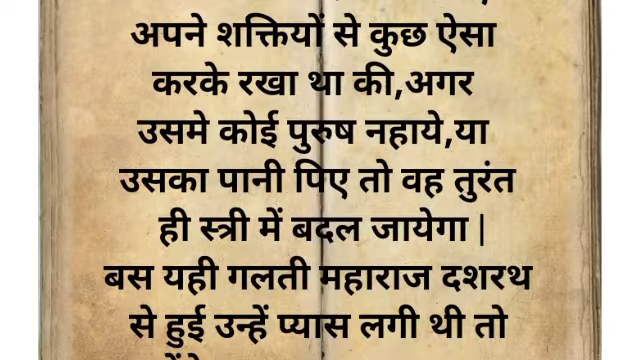 अपने शक्तियों से कुछ ऐसा
करके रखा था की,अगर
उसमे कोई पुरुष नहाये,या
उसका पानी पिए तो वह तुरंत
ही स्त्री में बदल जायेगा |
बस यही गलती महाराज दशरथ
से हुई उन्हें प्यास लगी थी तो